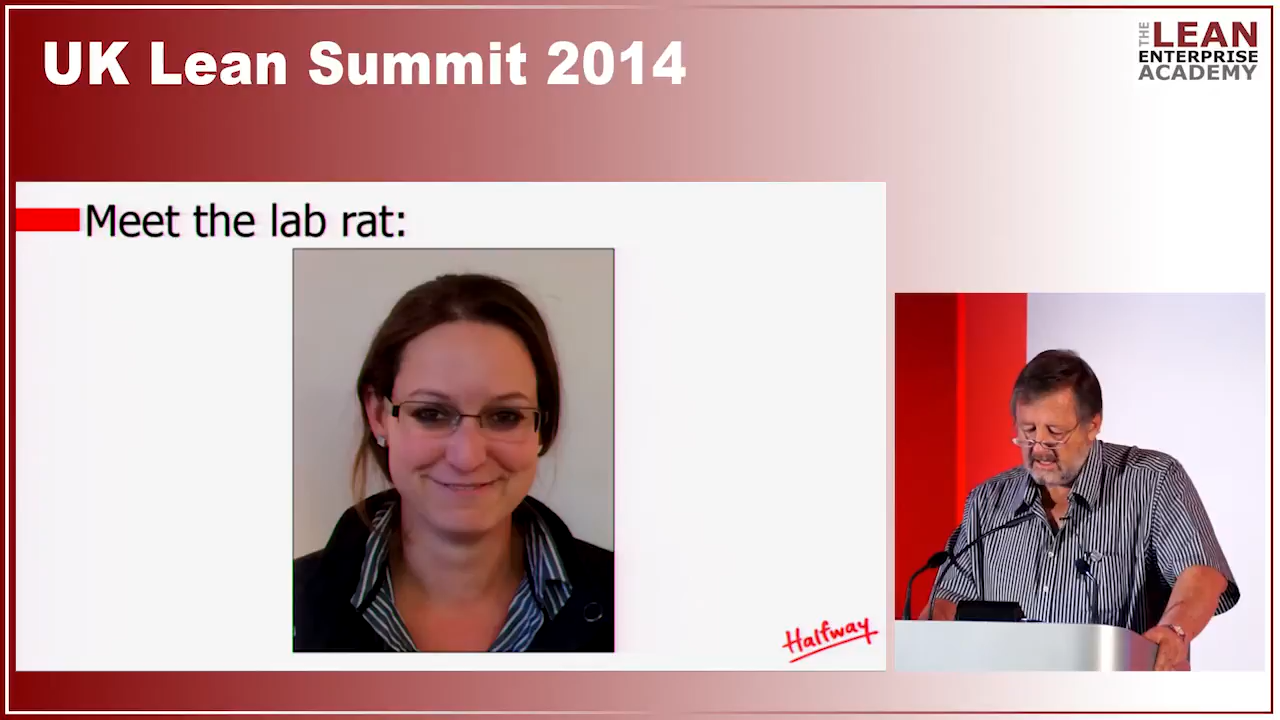 UK Lean Summit 2014
THE LEAN
ENTERPRISE
ACADEMY
Meet the lab rat:
Halfway